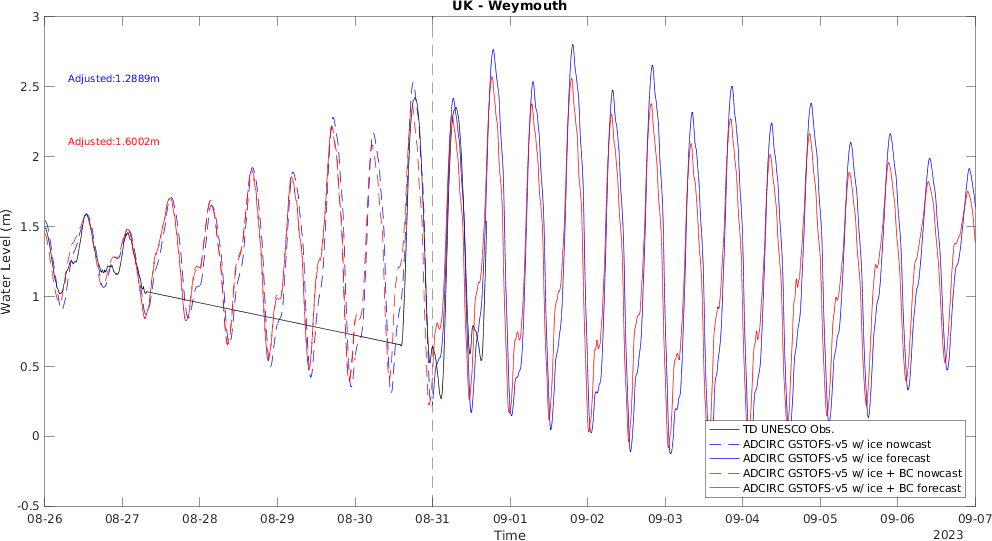 UK - Weymouth
Adjusted:1.2889m
Adjusted:1.6002m
Water Level (m)
3
2.5
2
1.5
1
0.5
0
-0.5
TD UNESCO Obs.
ADCIRC GSTOFS-v5 w/ ice nowcast
ADCIRC GSTOFS-v5 w/ ice forecast
ADCIRC GSTOFS-v5 w/ ice + BC nowcast
ADCIRC GSTOFS-v5 w/ ice + BC forecast
08-26 08-27 08-28 08-29 08-30 08-31 09-01 09-02 09-03 09-04 09-05 09-06 09-07
Time
2023